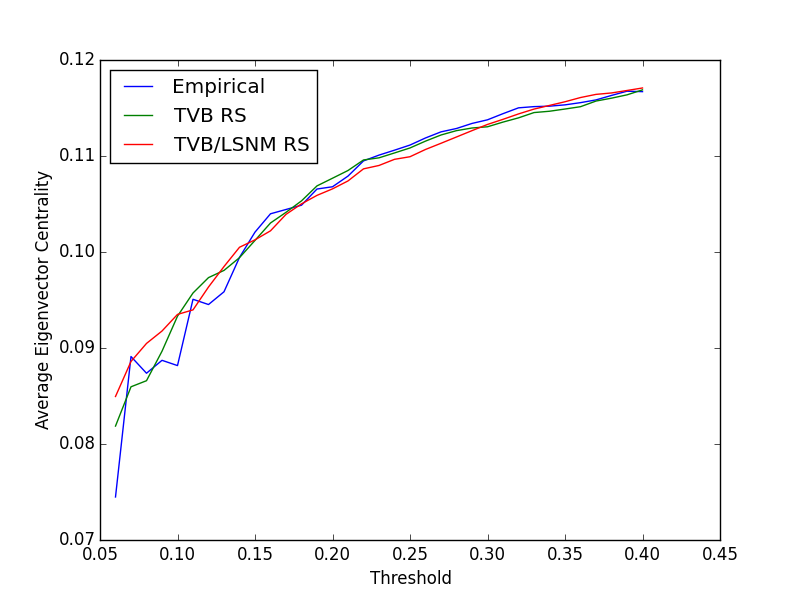 0.12
0.11
0.10
0.09
0.08
0.07
Average Eigenvector Centrality
Empirical
TVB RS
TVB/LSNM RS
0.05 0.10 0.15 0.20 0.25 0.30 0.35 0.40 0.45
Threshold